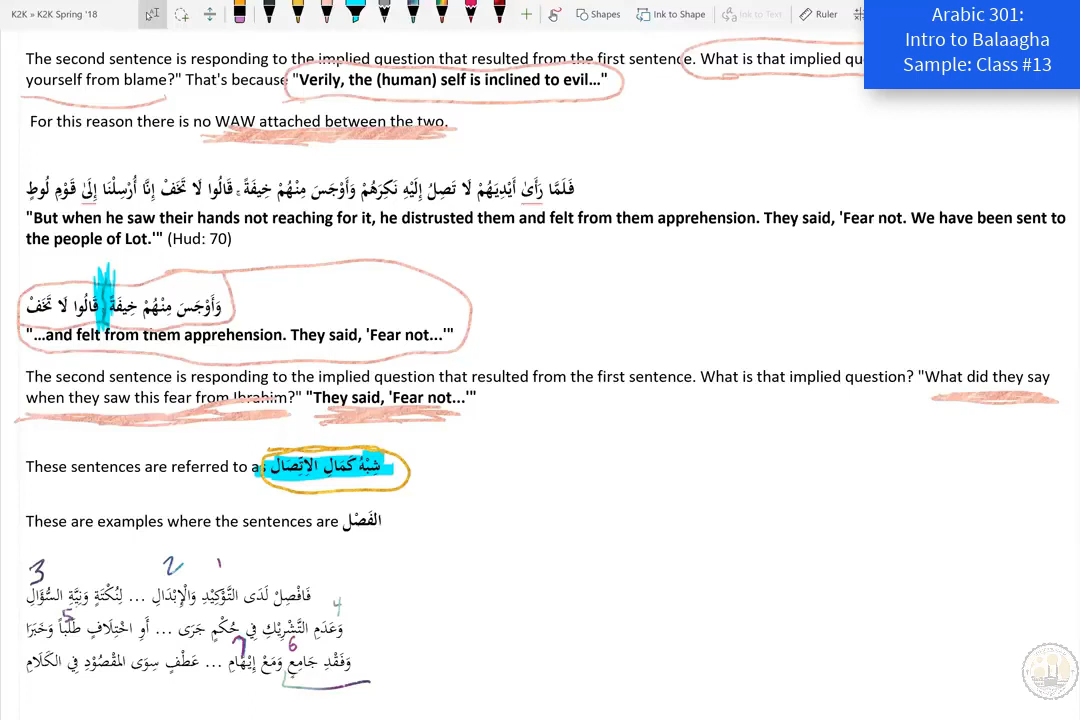 K2K » K2K Spring '18
Shapes
Ink to Shape
Ink to Text
Ruler
Arabic 301:
Intro to Balaagha
Sample: Class #13
The second sentence is responding to the implied question that resulted from the first sentence. What is that implied qu
yourself from blame?" That's because "Verily, the (human) self is inclined to evil..."
For this reason there is no WAW attached between the two.
فَلَمَّا رَأَىٰ أَيْدِيَهُمْ لَا تَصِلُ إِلَيْهِ نَكِرَهُمْ وَأَوْجَسَ مِنْهُمْ خِيفَةً ۚ قَالُوا لَا تَخَفْ إِنَّا أُرْسِلْنَا إِلَىٰ قَوْمِ لُوطٍ
"But when he saw their hands not reaching for it, he distrusted them and felt from them apprehension. They said, 'Fear not. We have been sent to
the people of Lot.'" (Hud: 70)
وَأَوْجَسَ مِنْهُمْ خِيفَةً ۚ قَالُوا لَا تَخَفْ
"...and felt from them apprehension. They said, 'Fear not...'"
The second sentence is responding to the implied question that resulted from the first sentence. What is that implied question? "What did they say
when they saw this fear from Ibrahim?" "They said, 'Fear not...'"
These sentences are referred to as شِبْهُ كَمَالِ الاِتِّصَالَ
These are examples where the sentences are الفَصْل
3 2 1
فَافْصِلْ لَدَى التَّوْكِيْدِ وَالْإِبْدَالِ ... لِنُكْتَةٍ وَنِيَّةِ السُّؤَالِ
5 4
وَعَدَمِ التَّشْرِيْكِ فِي حُكْمٍ جَرَى ... أَوِ اخْتِلَافٍ طَلَبًا وَخَبَرَا
7 6
وَفَقْدِ جَامِعٍ وَمَعْ إِيْهَامِ ... عَطْفٍ سِوَى المَقْصُوْدِ فِي الكَلَامِ